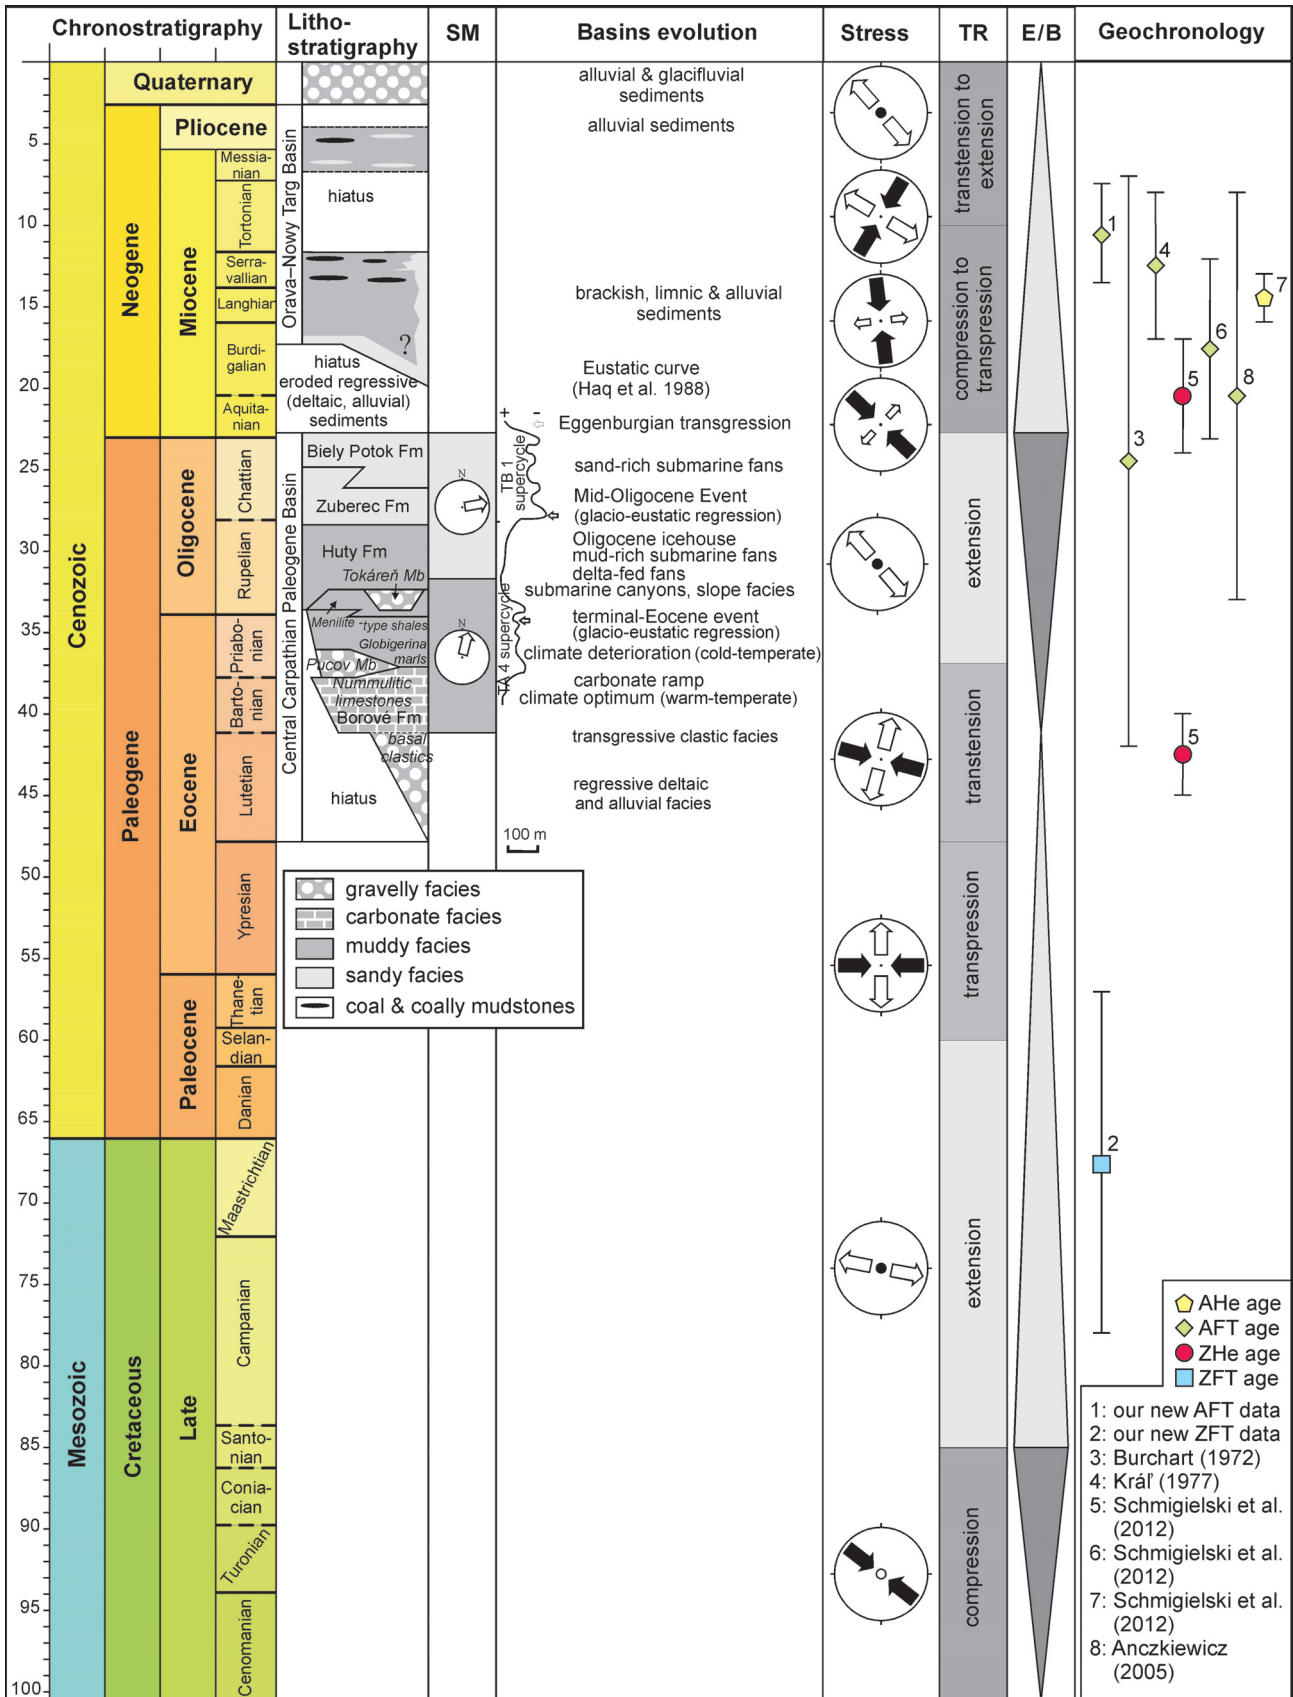 Chronostratigraphy
Litho-
stratigraphy
SM
Basins evolution
Stress
TR
E/B
Geochronology
5
10
15
20
25
30
35
40
45
50
55
60
65
70
75
80
85
90
95
100
Cenozoic
Mesozoic
Quaternary
Neogene
Paleogene
Cretaceous
Pliocene
Miocene
Oligocene
Eocene
Paleocene
Late
Messia-
nian
Tortonian
Serra-
vallian
Langhian
Burdi-
galian
Aquita-
nian
Chattian
Rupelian
Priabo-
nian
Barto-
nian
Lutetian
Ypresian
Thane-
tian
Selan-
dian
Danian
Maastrichtian
Campanian
Santo-
nian
Conia-
cian
Turonian
Cenomanian
Orava–Nowy Targ Basin
Central Carpathian Paleogene Basin
hiatus
?
hiatus
eroded regressive
(deltaic, alluvial)
sediments
Biely Potok Fm
Zuberec Fm
Huty Fm
Tokáreň Mb
Menilite -type shales
Globigerina
marls
Pucov Mb
Nummulitic
limestones
Borové Fm
basal
clastics
hiatus
N
N
alluvial & glacifluvial
sediments
alluvial sediments
brackish, limnic & alluvial
sediments
Eustatic curve
(Haq et al. 1988)
+ -
Eggenburgian transgression
TB 1
supercycle
sand-rich submarine fans
Mid-Oligocene Event
(glacio-eustatic regression)
Oligocene icehouse
mud-rich submarine fans
delta-fed fans
submarine canyons, slope facies
TA 4 supercycle
terminal-Eocene event
(glacio-eustatic regression)
climate deterioration (cold-temperate)
carbonate ramp
climate optimum (warm-temperate)
transgressive clastic facies
regressive deltaic
and alluvial facies
100 m
gravelly facies
carbonate facies
muddy facies
sandy facies
coal & coally mudstones
transtension to
extension
compression to
transpression
extension
transtension
transpression
extension
compression
1
4
7
6
5
8
3
5
2
AHe age
AFT age
ZHe age
ZFT age
1: our new AFT data
2: our new ZFT data
3: Burchart (1972)
4: Kráľ (1977)
5: Schmigielski et al.
(2012)
6: Schmigielski et al.
(2012)
7: Schmigielski et al.
(2012)
8: Anczkiewicz
(2005)